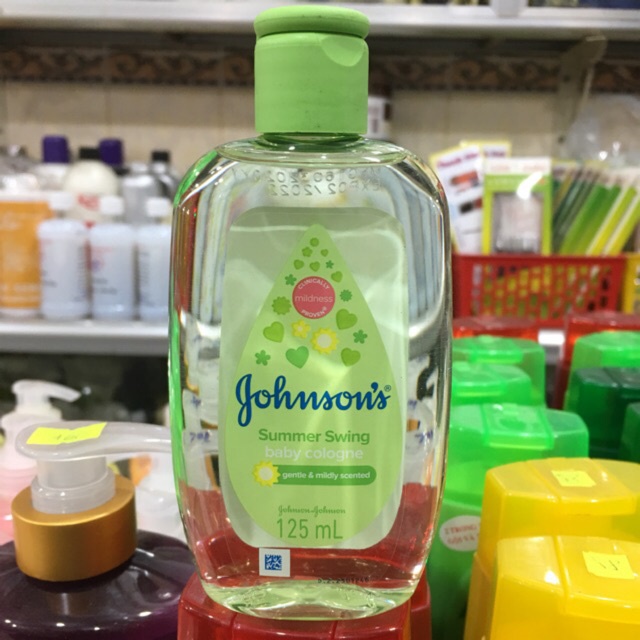 CLINICALLY
mildness
PROVEN
Johnson's®
Summer Swing
baby cologne
gentle & mildly scented
Johnson & Johnson
125 mL